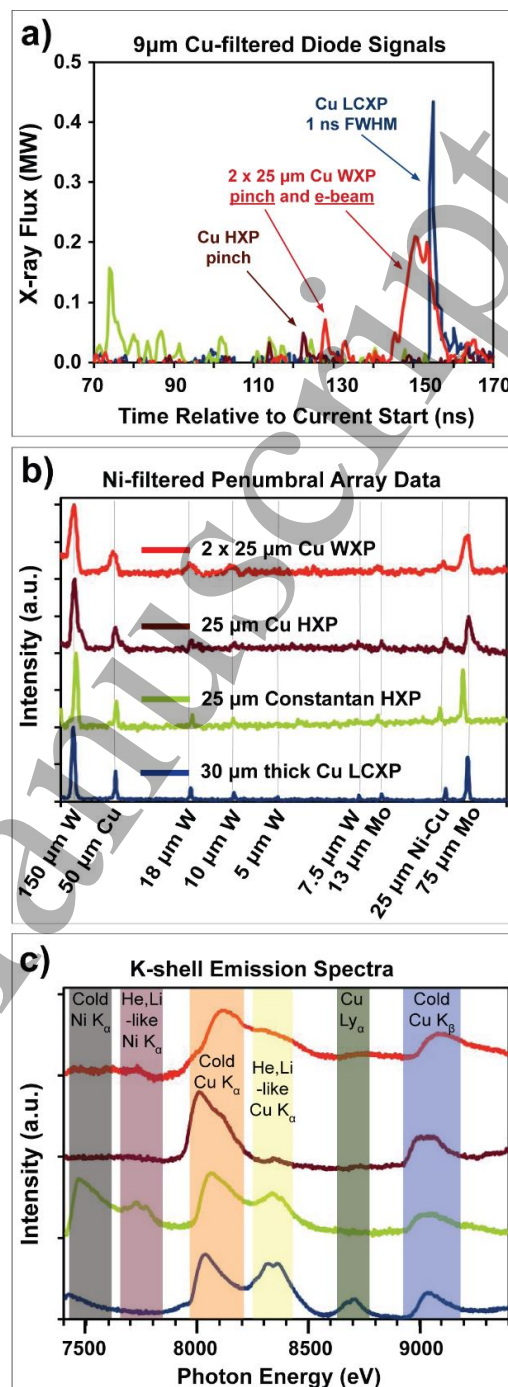 a)
9μm Cu-filtered Diode Signals
X-ray Flux (MW)
0.5
0.4
0.3
0.2
0.1
0.0
Cu LCXP
1 ns FWHM
2 x 25 μm Cu WXP
pinch and e-beam
Cu HXP
pinch
70 90 110 130 150 170
Time Relative to Current Start (ns)
b)
Ni-filtered Penumbral Array Data
Intensity (a.u.)
2 x 25 μm Cu WXP
25 μm Cu HXP
25 μm Constantan HXP
30 μm thick Cu LCXP
150 μm W
50 μm Cu
18 μm W
10 μm W
5 μm W
7.5 μm W
13 μm Mo
25 μm Ni-Cu
75 μm Mo
c)
K-shell Emission Spectra
Intensity (a.u.)
Cold
Ni Kα
He,Li
-like
Ni Kα
Cold
Cu Kα
He,Li
-like
Cu Kα
Cu
Lyα
Cold
Cu Kβ
7500 8000 8500 9000
Photon Energy (eV)
anuscript